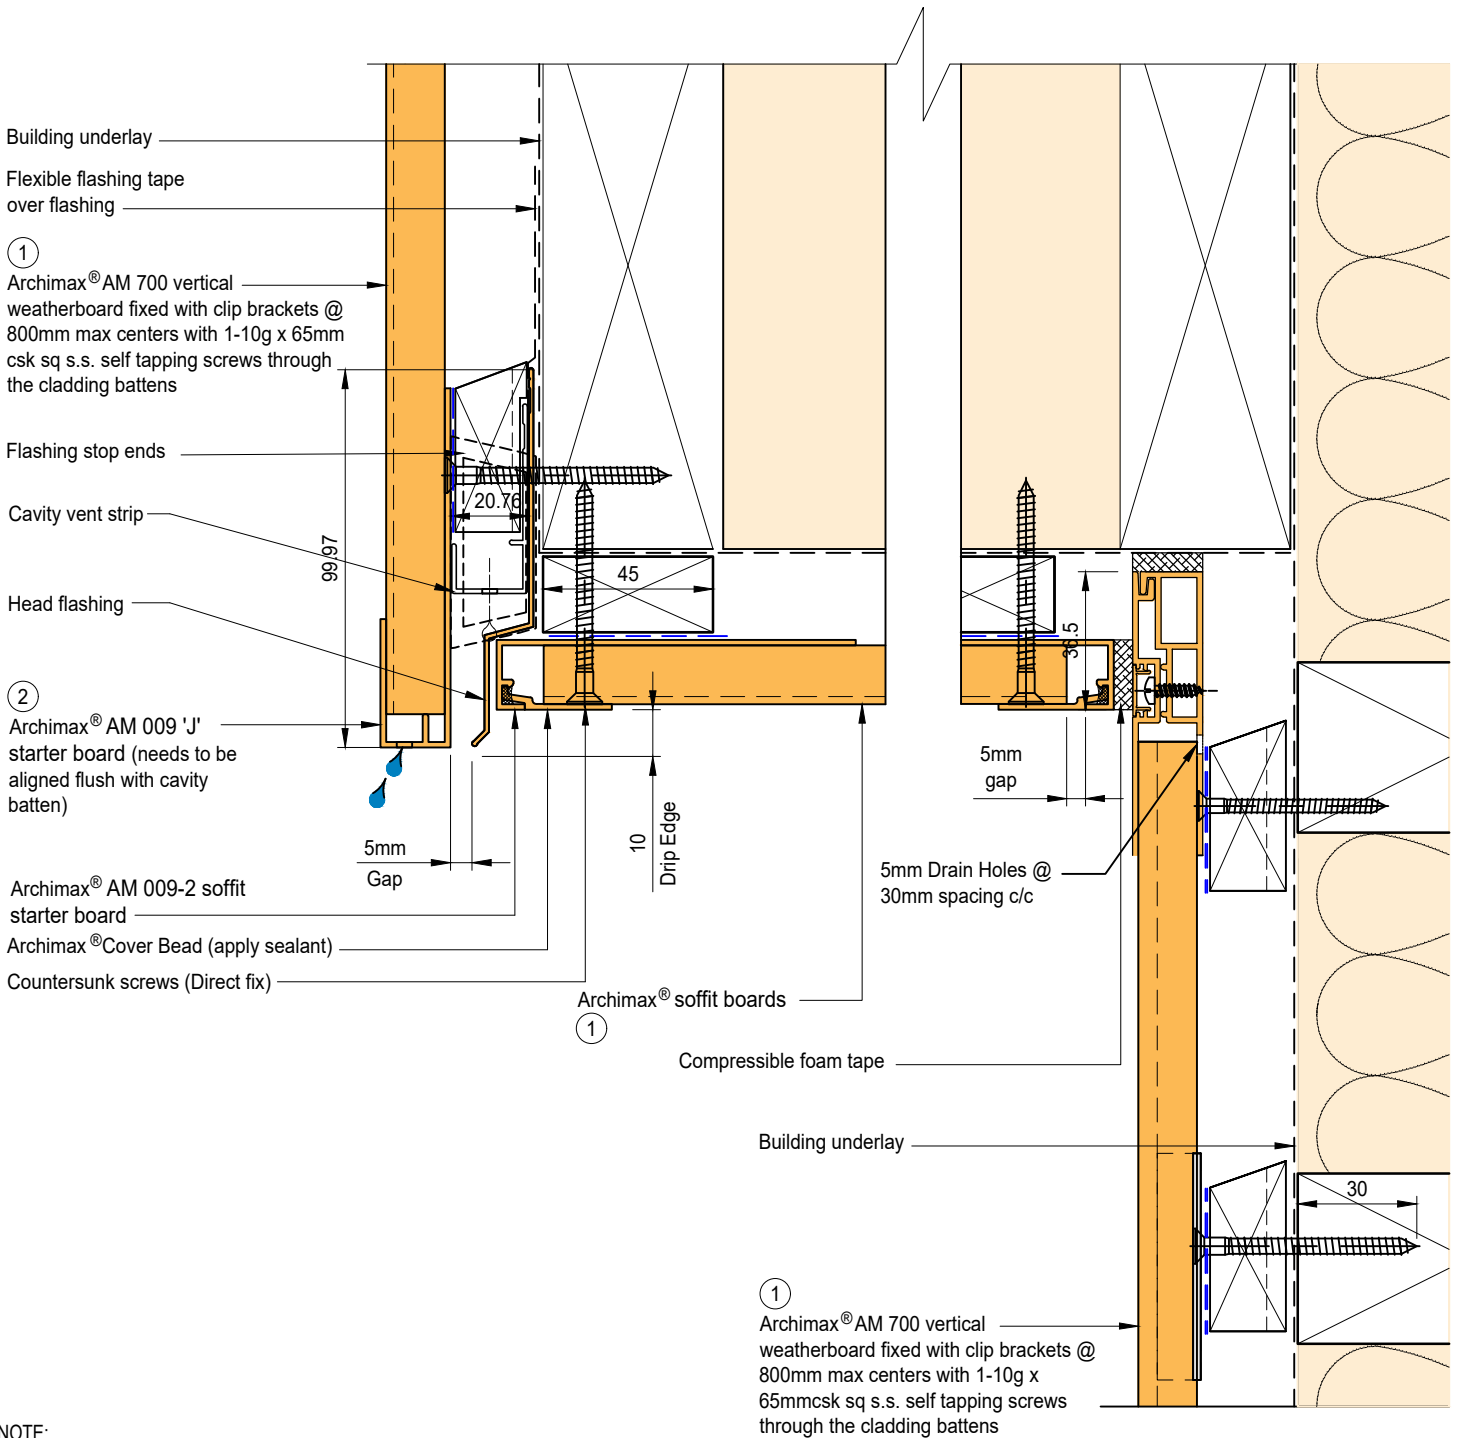 Building underlay
Flexible flashing tape
over flashing
1
Archimax® AM 700 vertical
weatherboard fixed with clip brackets @
800mm max centers with 1-10g x 65mm
csk sq s.s. self tapping screws through
the cladding battens
Flashing stop ends
Cavity vent strip
99.97
20.76
45
Head flashing
36.5
2
Archimax® AM 009 'J'
starter board (needs to be
aligned flush with cavity
batten)
5mm
Gap
10
Drip Edge
5mm
gap
Archimax® AM 009-2 soffit
starter board
Archimax®Cover Bead (apply sealant)
Countersunk screws (Direct fix)
5mm Drain Holes @
30mm spacing c/c
Archimax® soffit boards
1
Compressible foam tape
Building underlay
30
1
Archimax® AM 700 vertical
weatherboard fixed with clip brackets @
800mm max centers with 1-10g x
65mmcsk sq s.s. self tapping screws
through the cladding battens
NOTE: